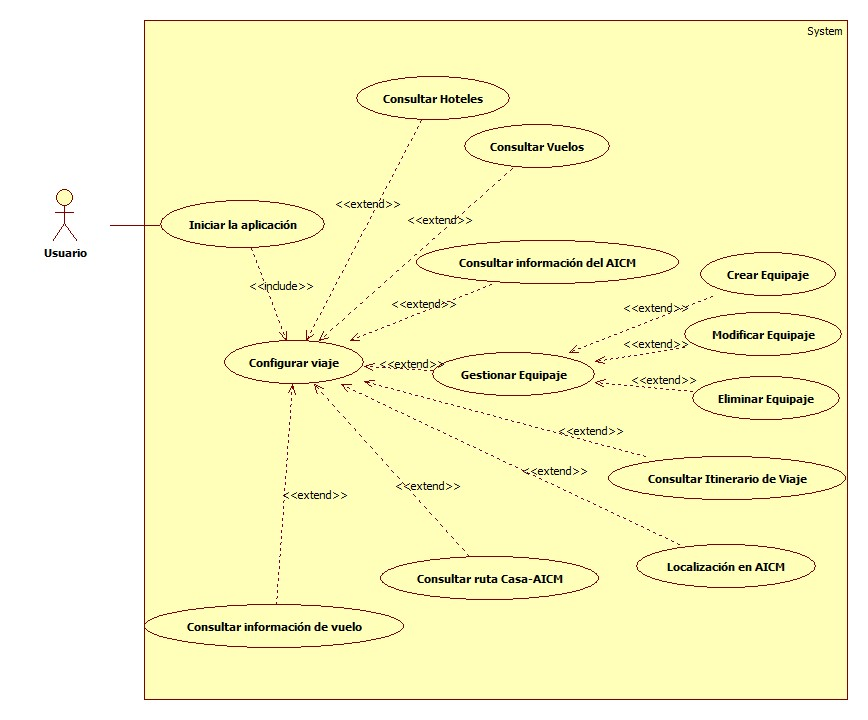 System
Consultar Hoteles
Consultar Vuelos
<<extend>>
<<extend>>
Iniciar la aplicación
Usuario
Consultar información del AICM
Crear Equipaje
<<include>>
<<extend>>
<<extend>>
Modificar Equipaje
<<extend>>
Configurar viaje
<<extend>>
Gestionar Equipaje
<<extend>>
Eliminar Equipaje
<<extend>>
Consultar Itinerario de Viaje
<<extend>>
<<extend>>
<<extend>>
Localización en AICM
Consultar ruta Casa-AICM
Consultar información de vuelo